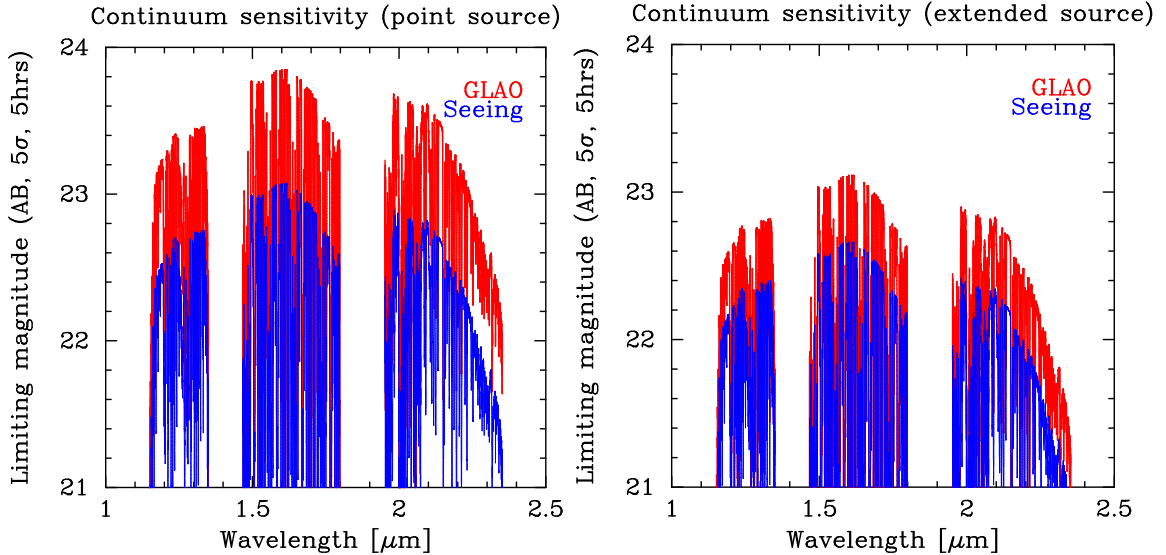 Continuum sensitivity (point source)
Limiting magnitude (AB, 5σ, 5hrs)
24
23
22
21
GLAO
Seeing
1
1.5
2
2.5
Wavelength [μm]
Continuum sensitivity (extended source)
Limiting magnitude (AB, 5σ, 5hrs)
24
23
22
21
GLAO
Seeing
1
1.5
2
2.5
Wavelength [μm]